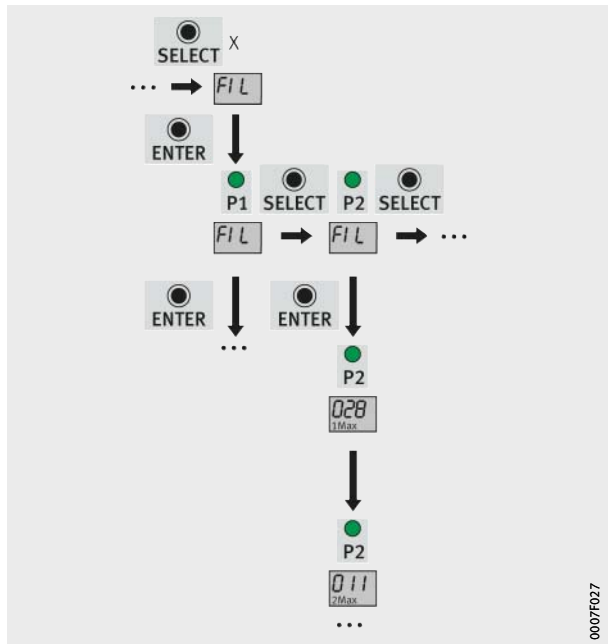 SELECT X
... FIL
ENTER
P1 SELECT P2 SELECT
FIL FIL ...
ENTER ENTER
...
P2
028
1Max
P2
011
2Max
...
0007F027